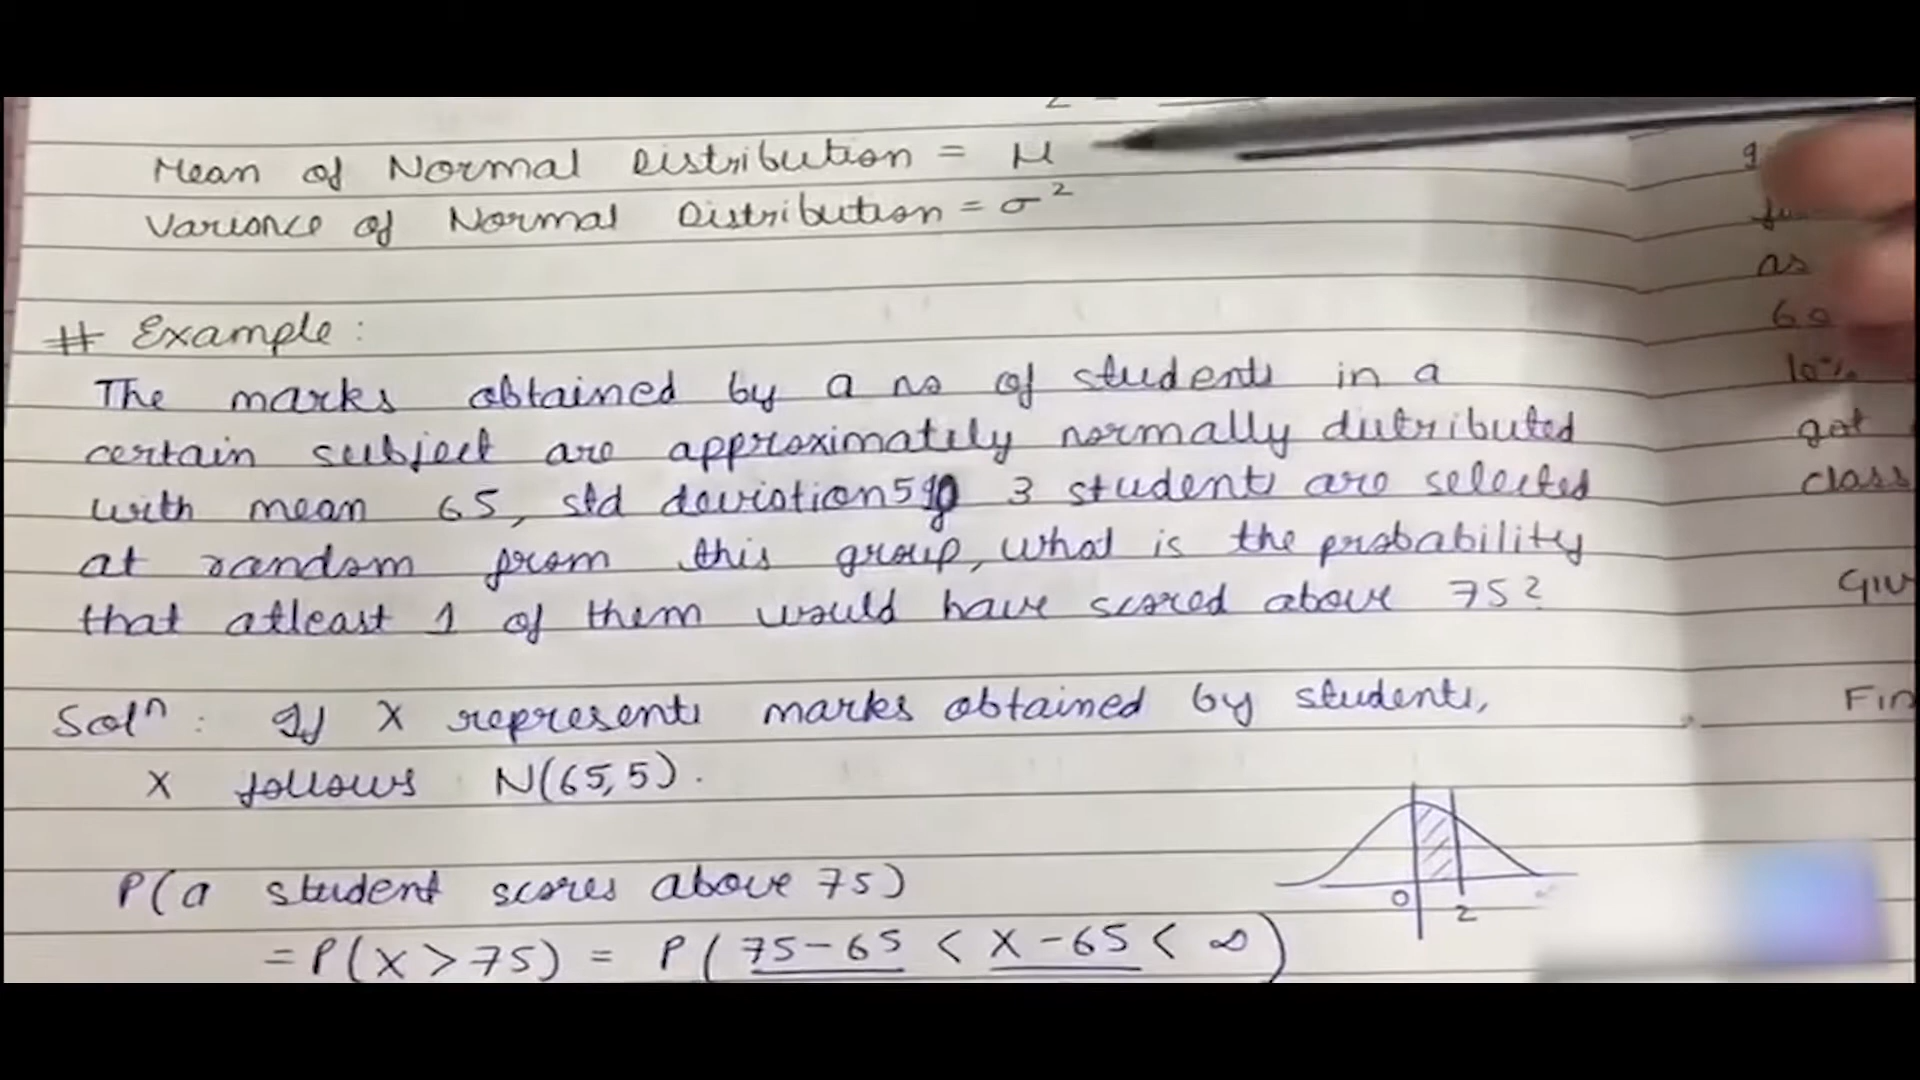 Mean of Normal Distribution = μ
Variance of Normal Distribution = σ²
# Example :
The marks obtained by a no of students in a
certain subject are approximately normally distributed
with mean 65, std deviation 5 If 3 students are selected
at random from this group, what is the probability
that atleast 1 of them would have scored above 75?
Solⁿ : If X represents marks obtained by students,
X follows N(65,5).
P(a student scores above 75)
= P(X > 75) = P( 75-65 < X-65 < ∞ )
0
2
as
60
10%
got
class